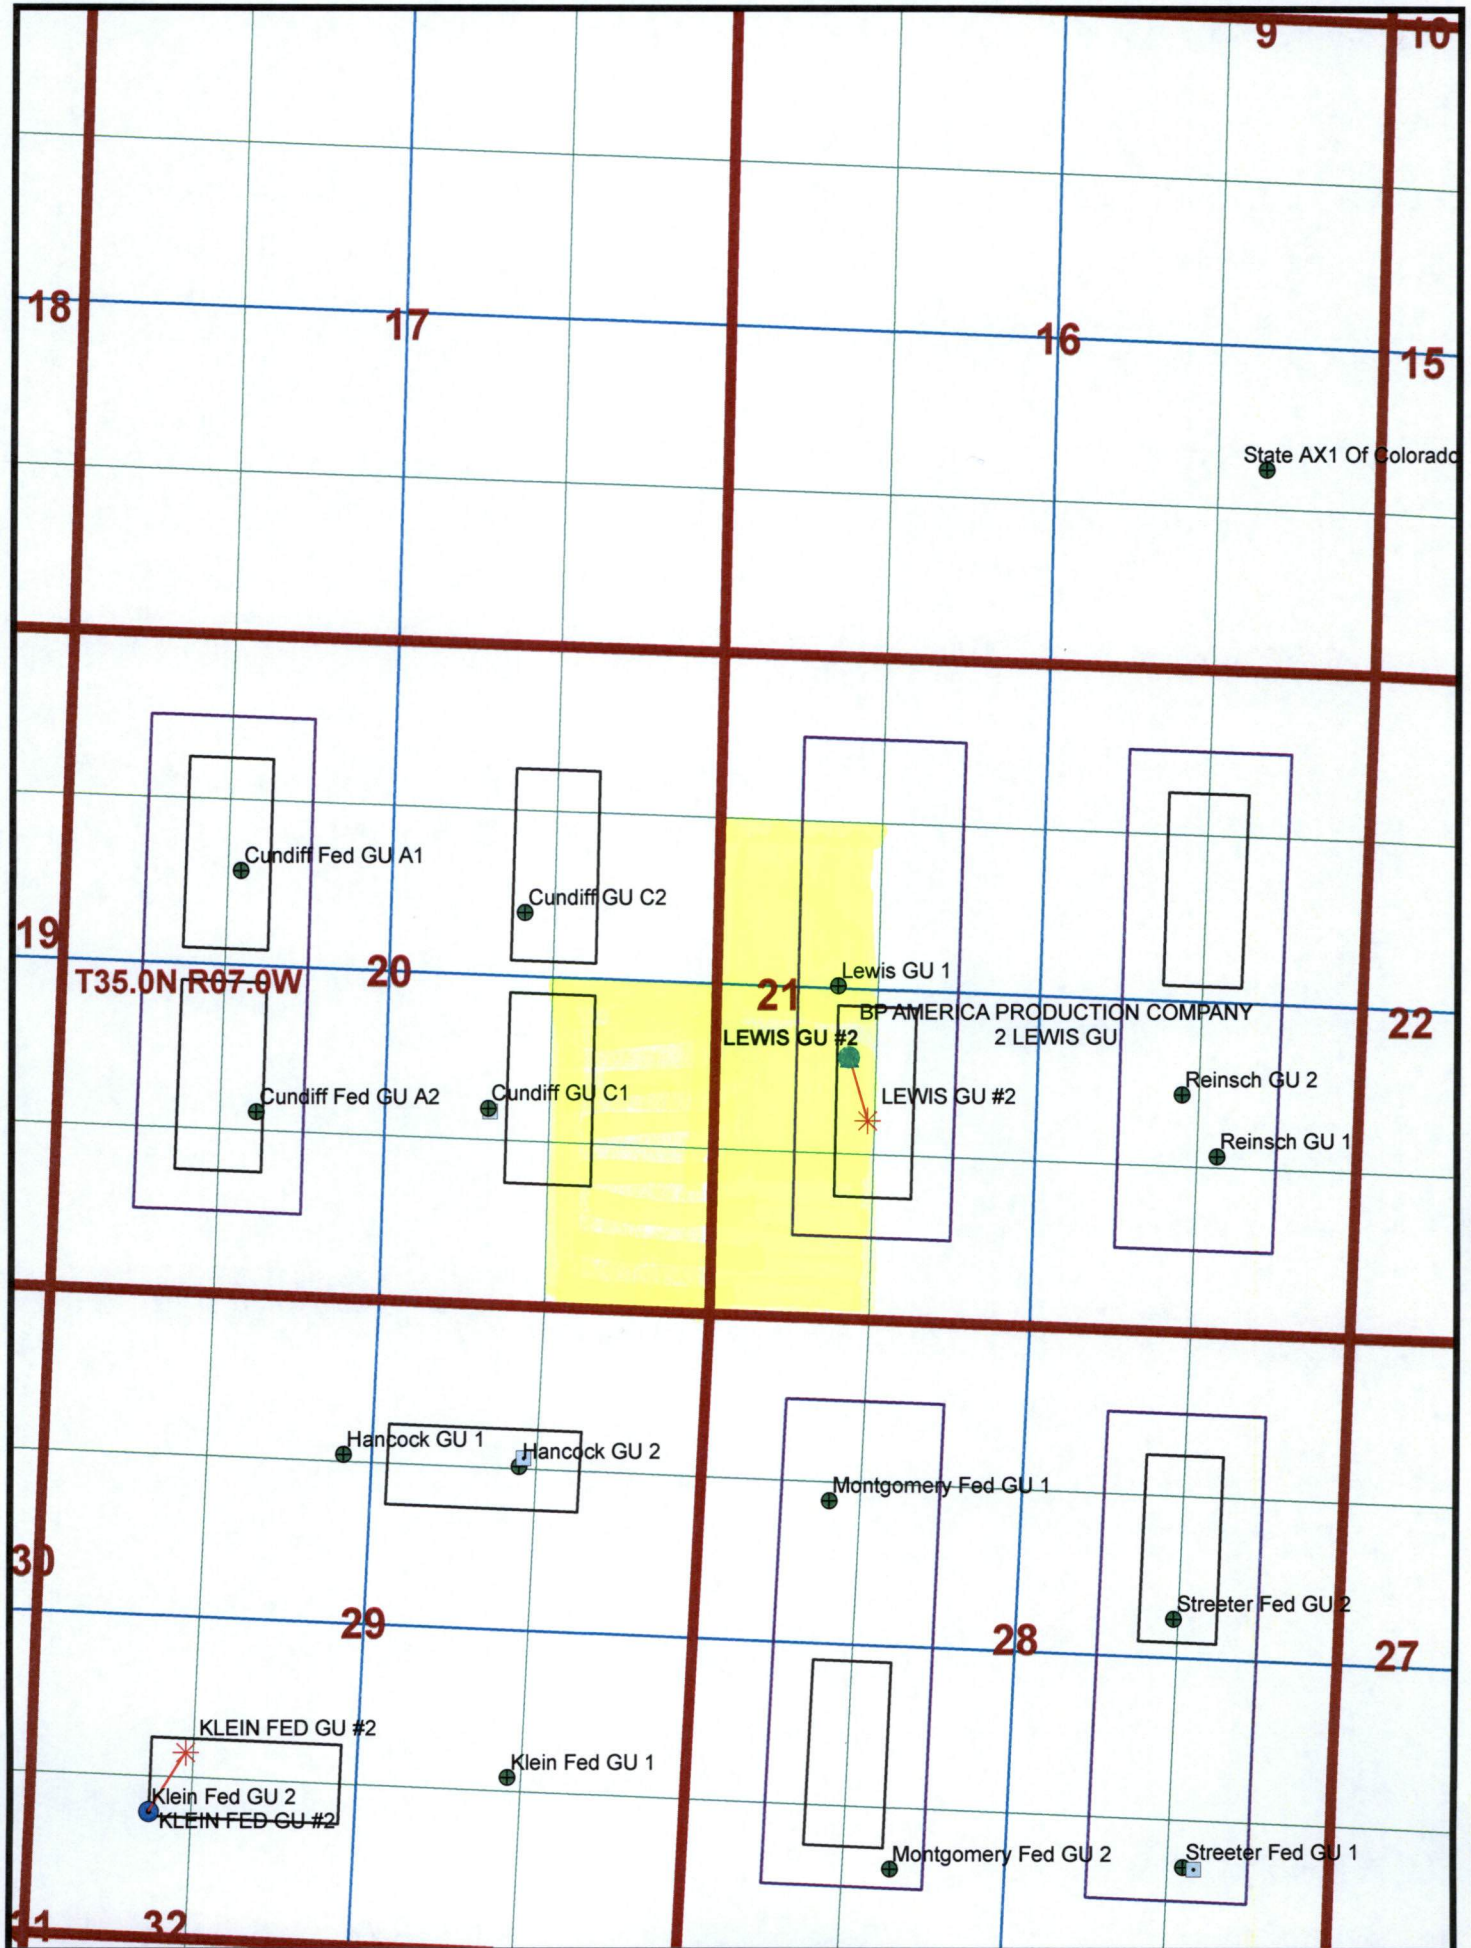 9
10
18
17
16
15
State AX1 Of Colorado
Cundiff Fed GU A1
Cundiff GU C2
19
T35.0N R07.0W
20
21
Lewis GU 1
BP AMERICA PRODUCTION COMPANY
2 LEWIS GU
22
LEWIS GU #2
LEWIS GU #2
Cundiff Fed GU A2
Cundiff GU C1
Reinsch GU 2
Reinsch GU 1
Hancock GU 1
Hancock GU 2
Montgomery Fed GU 1
30
29
28
27
Streeter Fed GU 2
KLEIN FED GU #2
Klein Fed GU 1
Klein Fed GU 2
KLEIN FED GU #2
Montgomery Fed GU 2
Streeter Fed GU 1
31
32